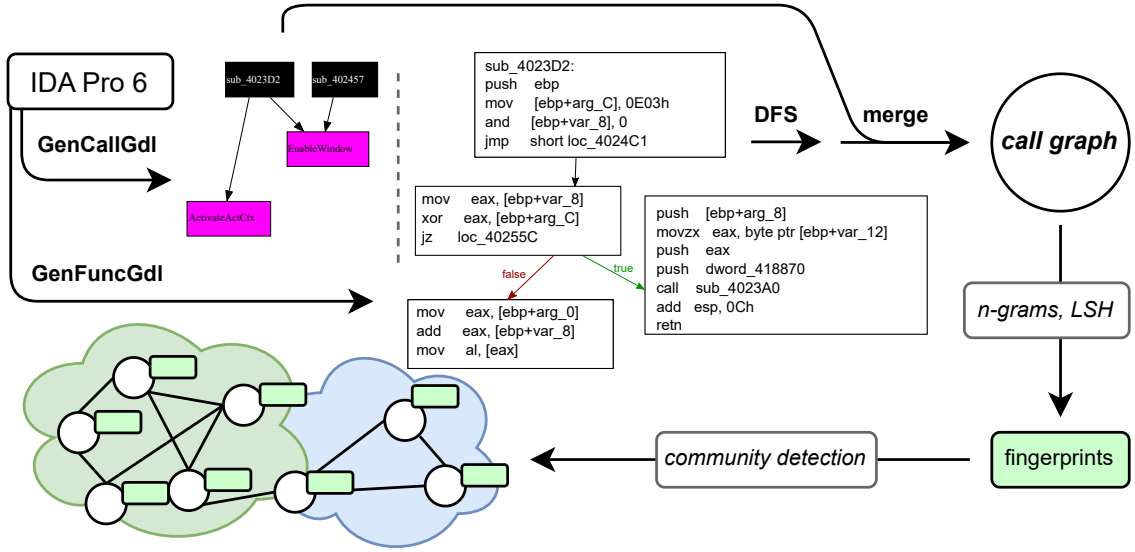 IDA Pro 6
GenCallGdl
GenFuncGdl
sub_4023D2
sub_402457
EnableWindow
ActivateActCtx
sub_4023D2:
push ebp
mov [ebp+arg_C], 0E03h
and [ebp+var_8], 0
jmp short loc_4024C1
mov eax, [ebp+var_8]
xor eax, [ebp+arg_C]
jz loc_40255C
false
true
mov eax, [ebp+arg_0]
add eax, [ebp+var_8]
mov al, [eax]
push [ebp+arg_8]
movzx eax, byte ptr [ebp+var_12]
push eax
push dword_418870
call sub_4023A0
add esp, 0Ch
retn
DFS
merge
call graph
n-grams, LSH
fingerprints
community detection